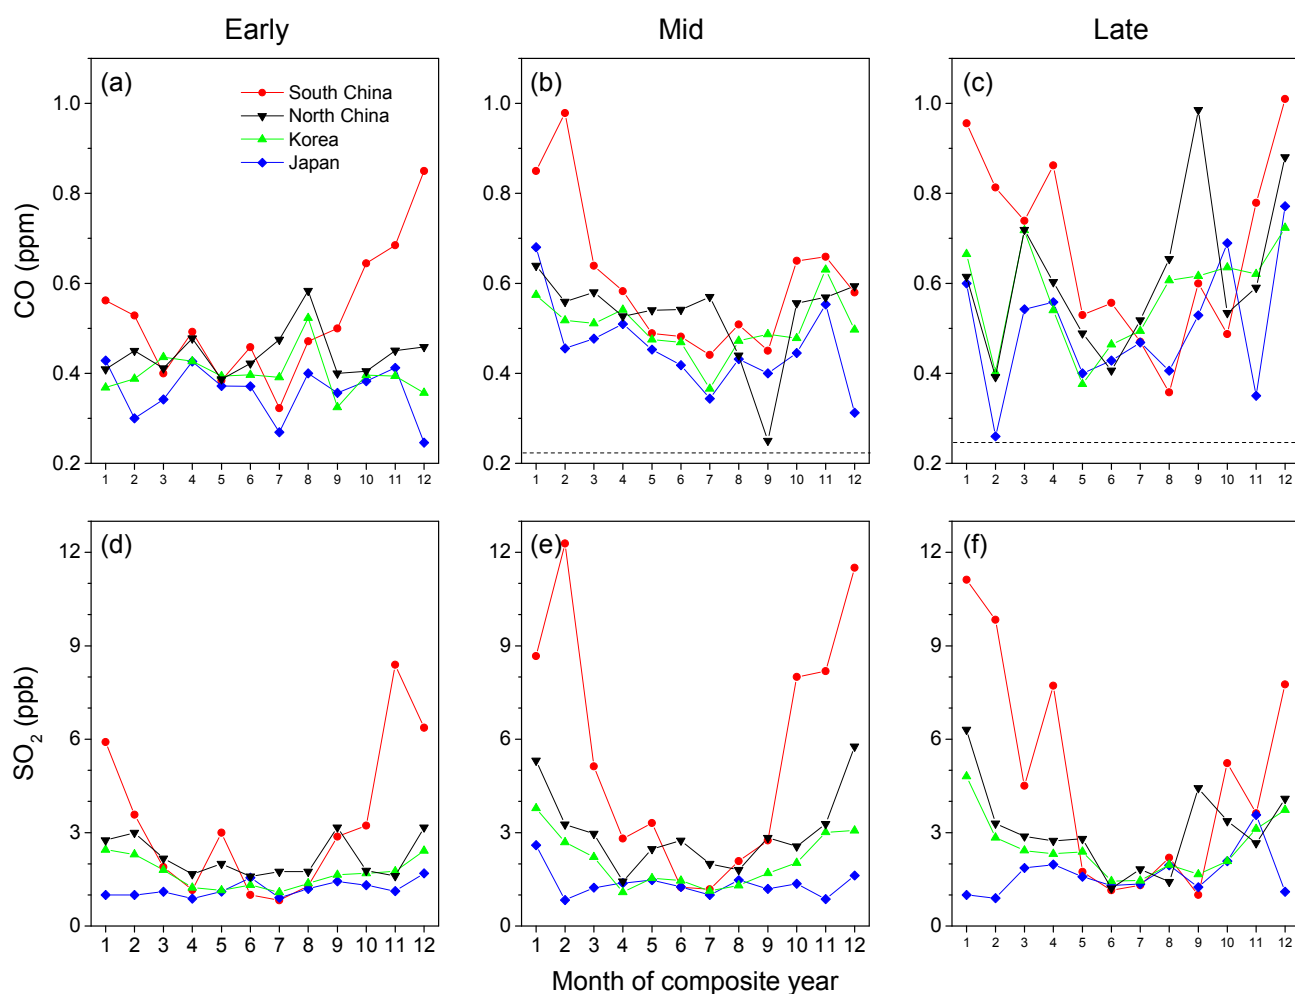 Early Mid Late
(a) (b) (c)
South China
North China
Korea
Japan
CO (ppm)
1.0 1.0 1.0
0.8 0.8 0.8
0.6 0.6 0.6
0.4 0.4 0.4
0.2 0.2 0.2
1 2 3 4 5 6 7 8 9 10 11 12 1 2 3 4 5 6 7 8 9 10 11 12 1 2 3 4 5 6 7 8 9 10 11 12
(d) (e) (f)
SO2 (ppb)
12 12 12
9 9 9
6 6 6
3 3 3
0 0 0
1 2 3 4 5 6 7 8 9 10 11 12 1 2 3 4 5 6 7 8 9 10 11 12 1 2 3 4 5 6 7 8 9 10 11 12
Month of composite year